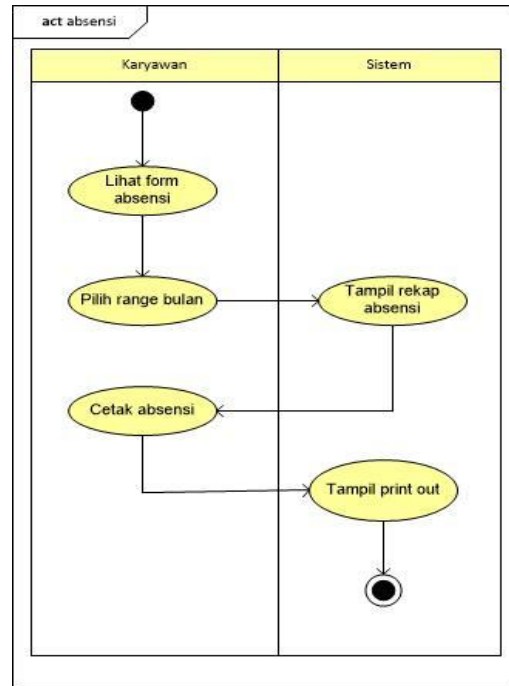 act absensi
Karyawan
Sistem
Lihat form
absensi
Pilih range bulan
Tampil rekap
absensi
Cetak absensi
Tampil print out